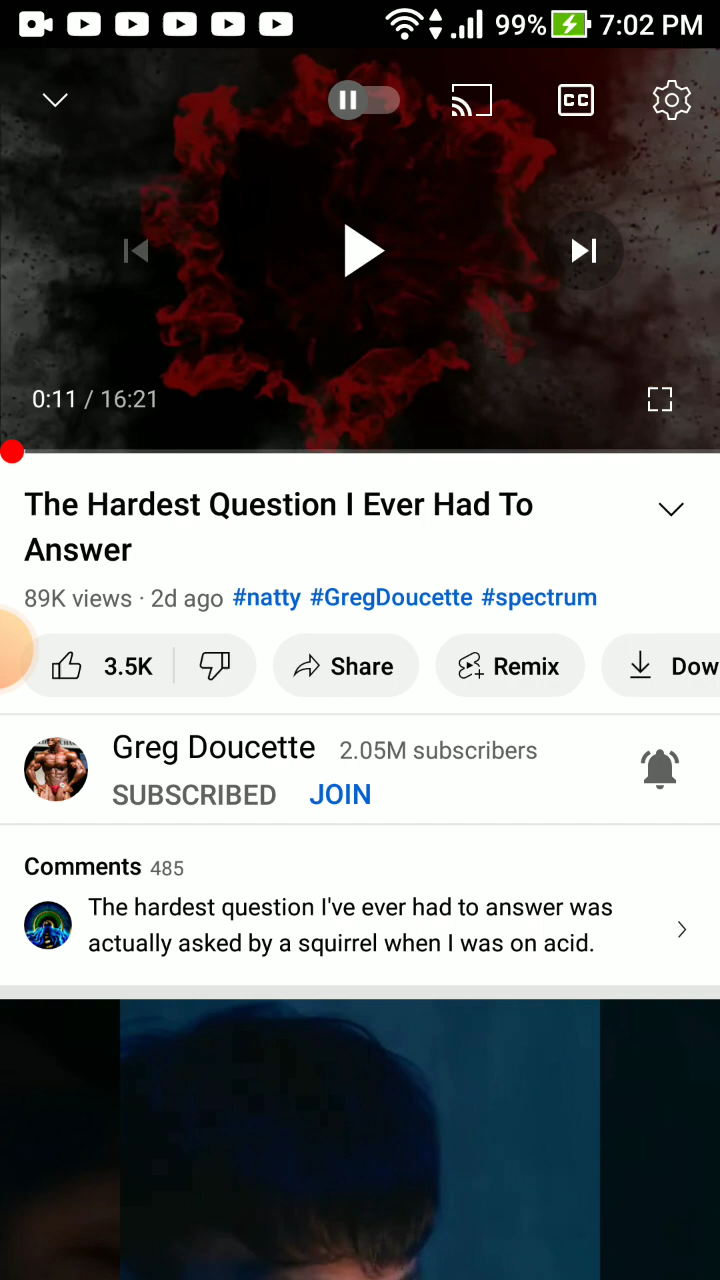 99% 7:02 PM
CC
0:11 / 16:21
The Hardest Question I Ever Had To
Answer
89K views · 2d ago #natty #GregDoucette #spectrum
3.5K Share Remix Dow
Greg Doucette 2.05M subscribers
SUBSCRIBED JOIN
Comments 485
The hardest question I've ever had to answer was
actually asked by a squirrel when I was on acid.